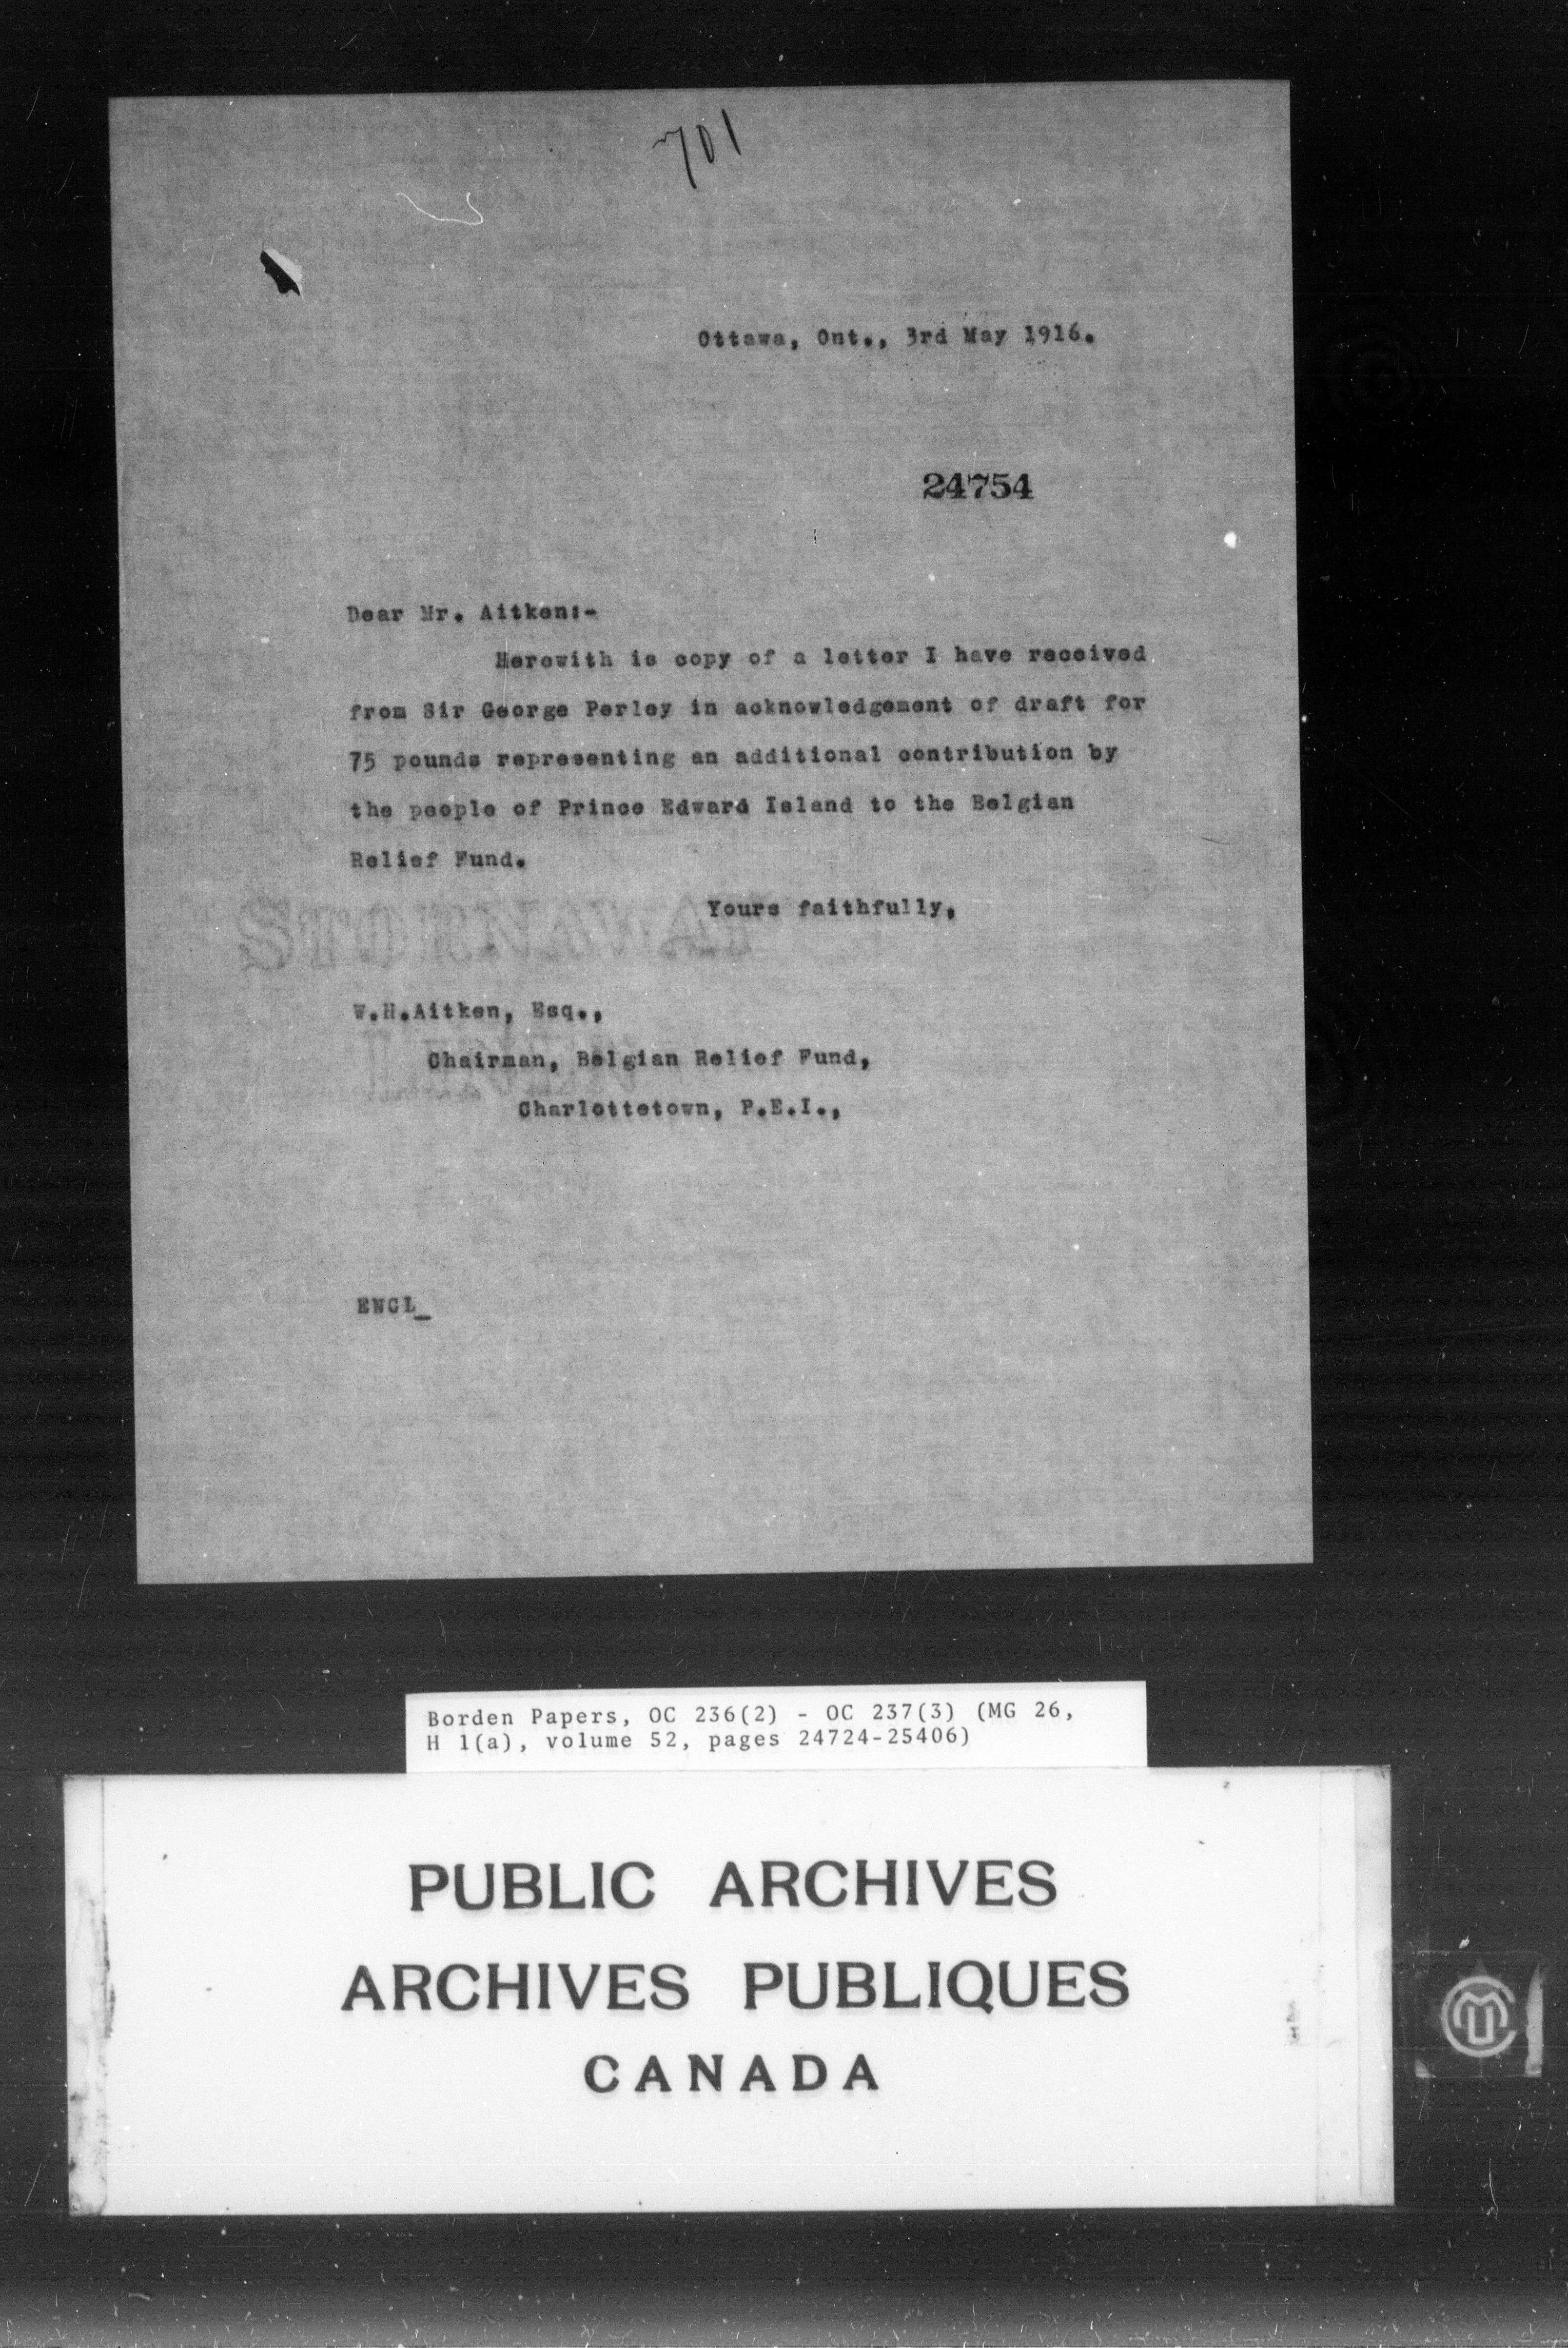 701
Ottawa, Ont., 3rd May 1916.
24754
Dear Mr. Aitken:-
Herewith is copy of a letter I have received
from Sir George Perley in acknowledgement of draft for
75 pounds representing an additional contribution by
the people of Prince Edward Island to the Belgian
Relief Fund.
Yours faithfully,
STORNAWAY
LINEN
W.H.Aitken, Esq.,
Chairman, Belgian Relief Fund,
Charlottetown, P.E.I.,
ENCL_
Borden Papers, OC 236(2) - OC 237(3) (MG 26,
H 1(a), volume 52, pages 24724-25406)
PUBLIC ARCHIVES
ARCHIVES PUBLIQUES
CANADA